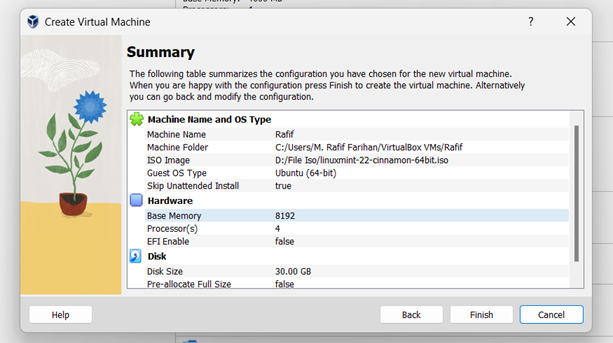 Create Virtual Machine
?
Summary
The following table summarizes the configuration you have chosen for the new virtual machine.
When you are happy with the configuration press Finish to create the virtual machine. Alternatively
you can go back and modify the configuration.
Machine Name and OS Type
Machine Name Rafif
Machine Folder C:/Users/M. Rafif Farihan/VirtualBox VMs/Rafif
ISO Image D:/File Iso/linuxmint-22-cinnamon-64bit.iso
Guest OS Type Ubuntu (64-bit)
Skip Unattended Install true
Hardware
Base Memory 8192
Processor(s) 4
EFI Enable false
Disk
Disk Size 30.00 GB
Pre-allocate Full Size false
Help Back Finish Cancel